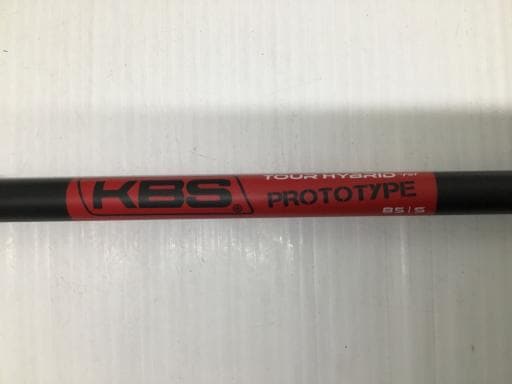 KBS®
TOUR HYBRID
PROTOTYPE
85/S